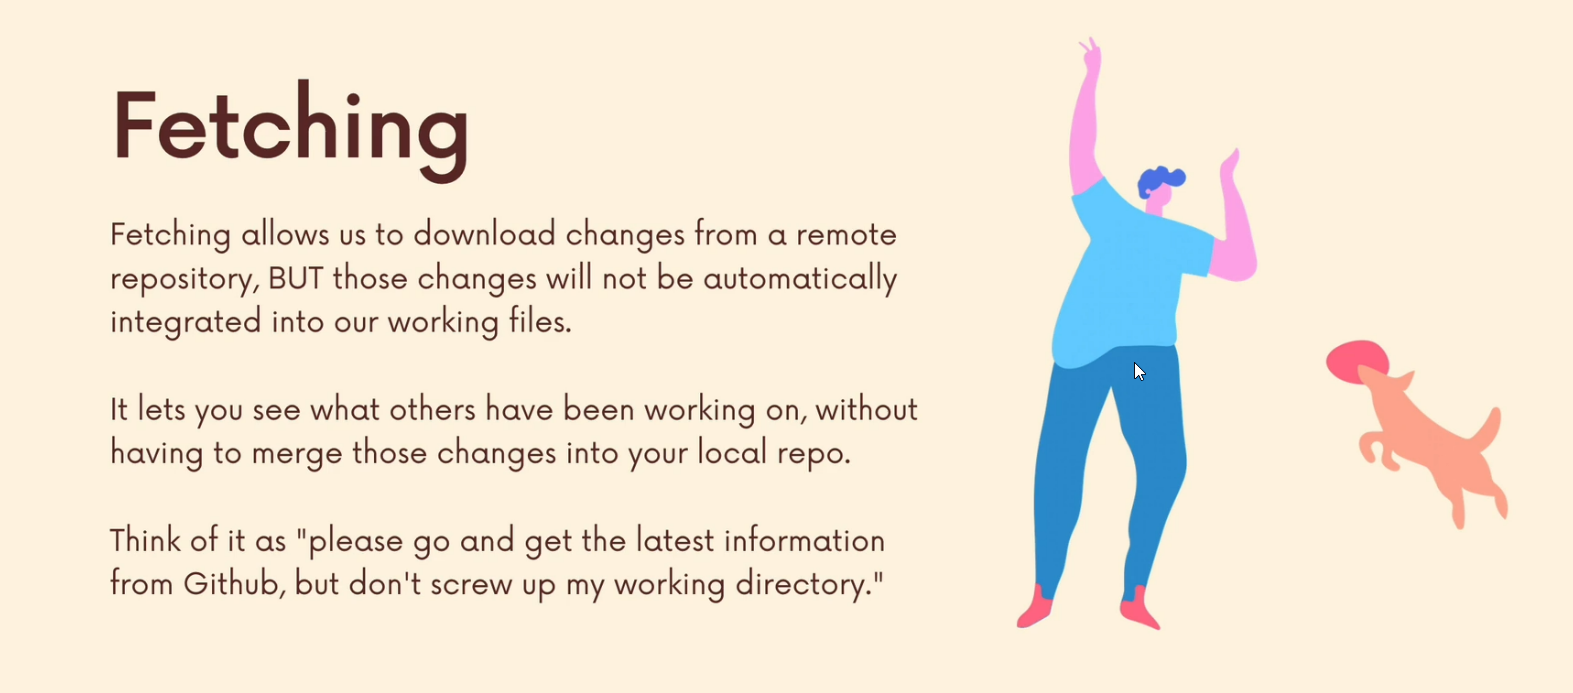 Fetching
Fetching allows us to download changes from a remote
repository, BUT those changes will not be automatically
integrated into our working files.
It lets you see what others have been working on, without
having to merge those changes into your local repo.
Think of it as "please go and get the latest information
from Github, but don't screw up my working directory."